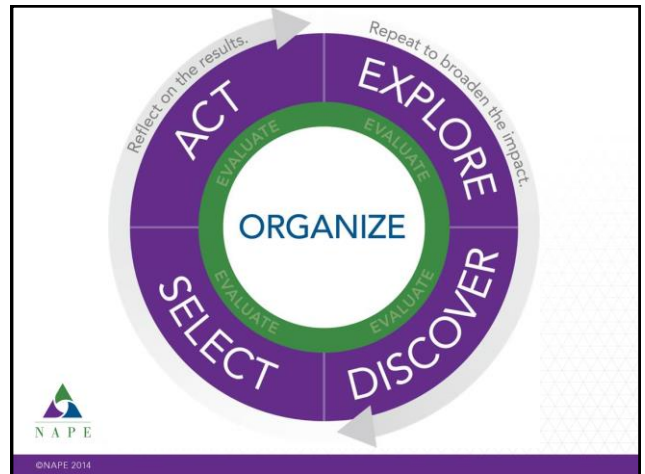 Reflect on the results.
Repeat to broaden the impact.
ACT
EXPLORE
EVALUATE
EVALUATE
ORGANIZE
EVALUATE
EVALUATE
SELECT
DISCOVER
NAPE
©NAPE 2014